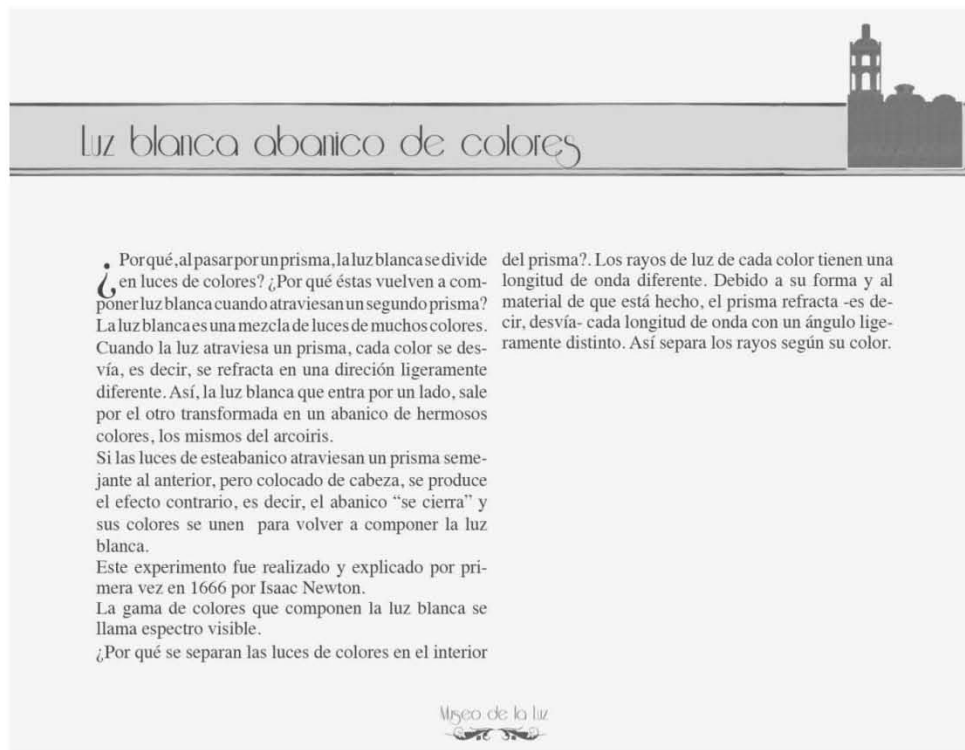 Luz blanca abanico de colores
¿Por qué, al pasar por un prisma, la luz blanca se divide
en luces de colores? ¿Por qué éstas vuelven a com-
poner luz blanca cuando atraviesan un segundo prisma?
La luz blanca es una mezcla de luces de muchos colores.
Cuando la luz atraviesa un prisma, cada color se des-
vía, es decir, se refracta en una direción ligeramente
diferente. Así, la luz blanca que entra por un lado, sale
por el otro transformada en un abanico de hermosos
colores, los mismos del arcoiris.
Si las luces de esteabanico atraviesan un prisma seme-
jante al anterior, pero colocado de cabeza, se produce
el efecto contrario, es decir, el abanico “se cierra” y
sus colores se unen para volver a componer la luz
blanca.
Este experimento fue realizado y explicado por pri-
mera vez en 1666 por Isaac Newton.
La gama de colores que componen la luz blanca se
llama espectro visible.
¿Por qué se separan las luces de colores en el interior
del prisma?. Los rayos de luz de cada color tienen una
longitud de onda diferente. Debido a su forma y al
material de que está hecho, el prisma refracta -es de-
cir, desvía- cada longitud de onda con un ángulo lige-
ramente distinto. Así separa los rayos según su color.
Museo de la luz